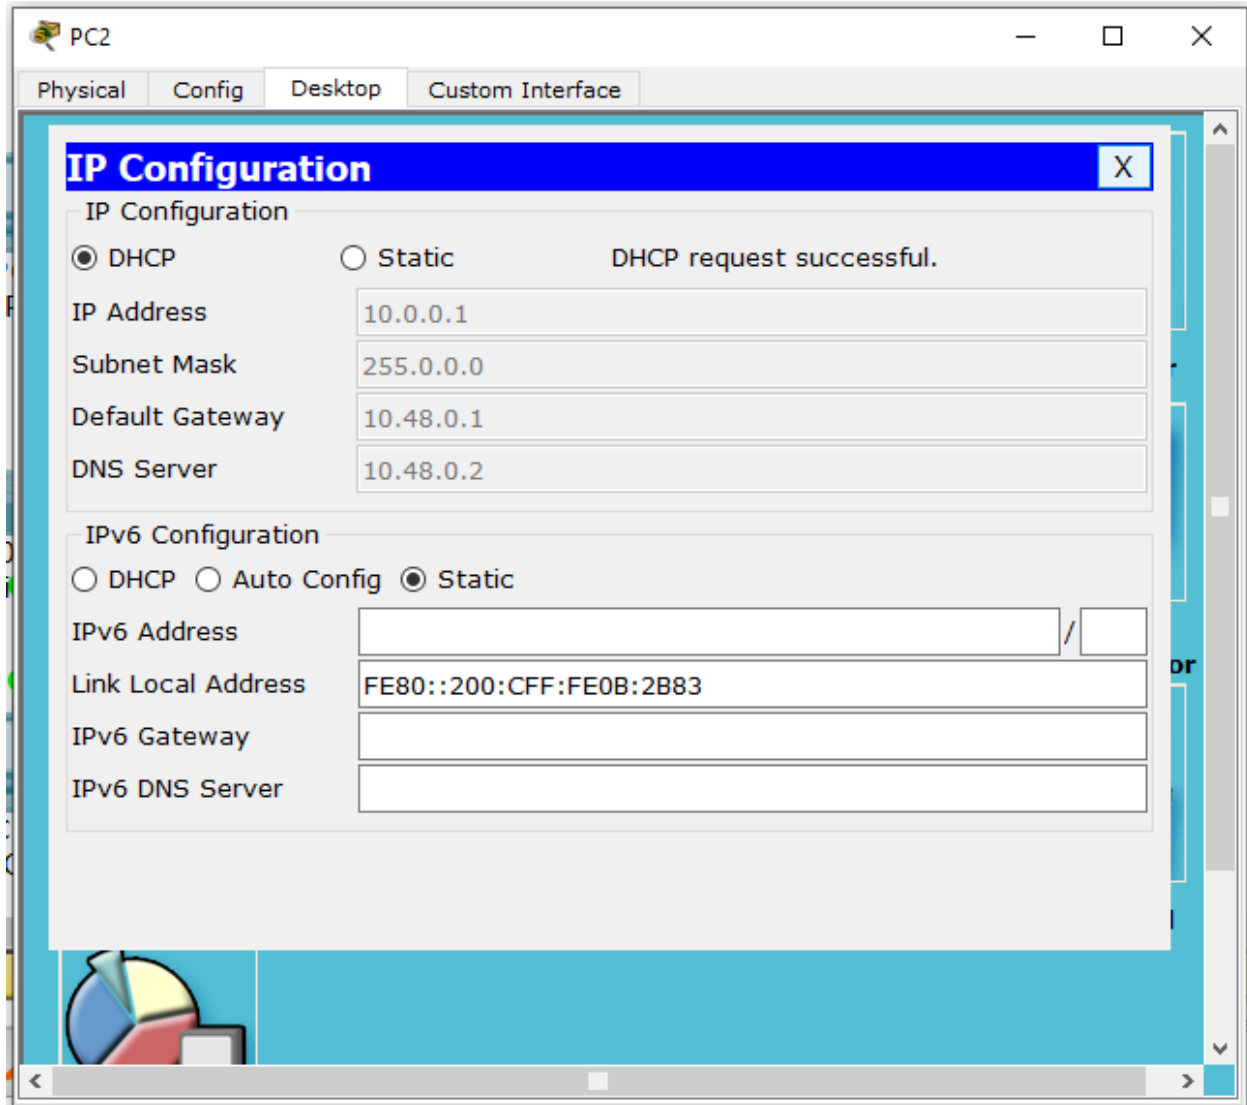 PC2
Physical Config Desktop Custom Interface
IP Configuration X
IP Configuration
DHCP Static DHCP request successful.
IP Address 10.0.0.1
Subnet Mask 255.0.0.0
Default Gateway 10.48.0.1
DNS Server 10.48.0.2
IPv6 Configuration
DHCP Auto Config Static
IPv6 Address /
Link Local Address FE80::200:CFF:FE0B:2B83
IPv6 Gateway
IPv6 DNS Server
or